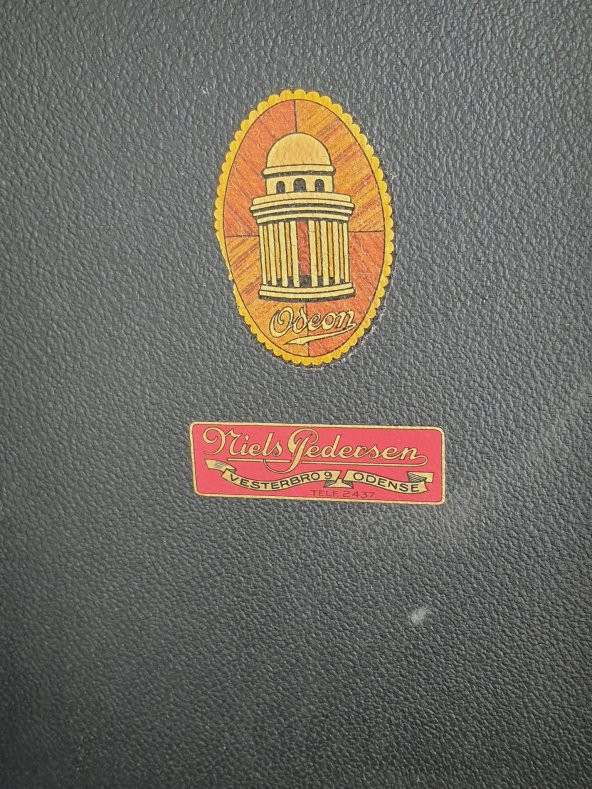 Odeon
Niels Pedersen
VESTERBRO 9 ODENSE
TELF. 2437